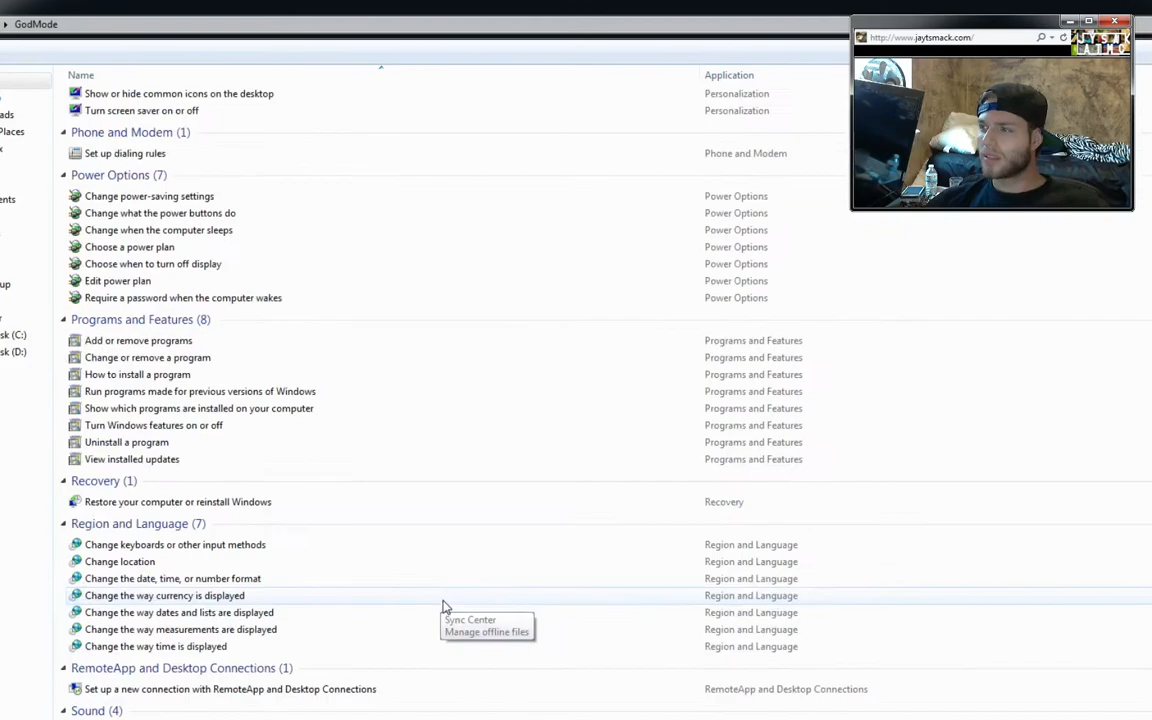 GodMode
http://www.jaytsmack.com/
Name
Application
Show or hide common icons on the desktop
Personalization
Turn screen saver on or off
Personalization
Phone and Modem (1)
Set up dialing rules
Phone and Modem
Power Options (7)
Change power-saving settings
Power Options
Change what the power buttons do
Power Options
Change when the computer sleeps
Power Options
Choose a power plan
Power Options
Choose when to turn off display
Power Options
Edit power plan
Power Options
Require a password when the computer wakes
Power Options
Programs and Features (8)
Add or remove programs
Programs and Features
Change or remove a program
Programs and Features
How to install a program
Programs and Features
Run programs made for previous versions of Windows
Programs and Features
Show which programs are installed on your computer
Programs and Features
Turn Windows features on or off
Programs and Features
Uninstall a program
Programs and Features
View installed updates
Programs and Features
Recovery (1)
Restore your computer or reinstall Windows
Recovery
Region and Language (7)
Change keyboards or other input methods
Region and Language
Change location
Region and Language
Change the date, time, or number format
Region and Language
Change the way currency is displayed
Region and Language
Change the way dates and lists are displayed
Region and Language
Change the way measurements are displayed
Region and Language
Change the way time is displayed
Region and Language
Sync Center
Manage offline files
RemoteApp and Desktop Connections (1)
Set up a new connection with RemoteApp and Desktop Connections
RemoteApp and Desktop Connections
Sound (4)
ads
Places
ents
up
sk (C:)
sk (D:)